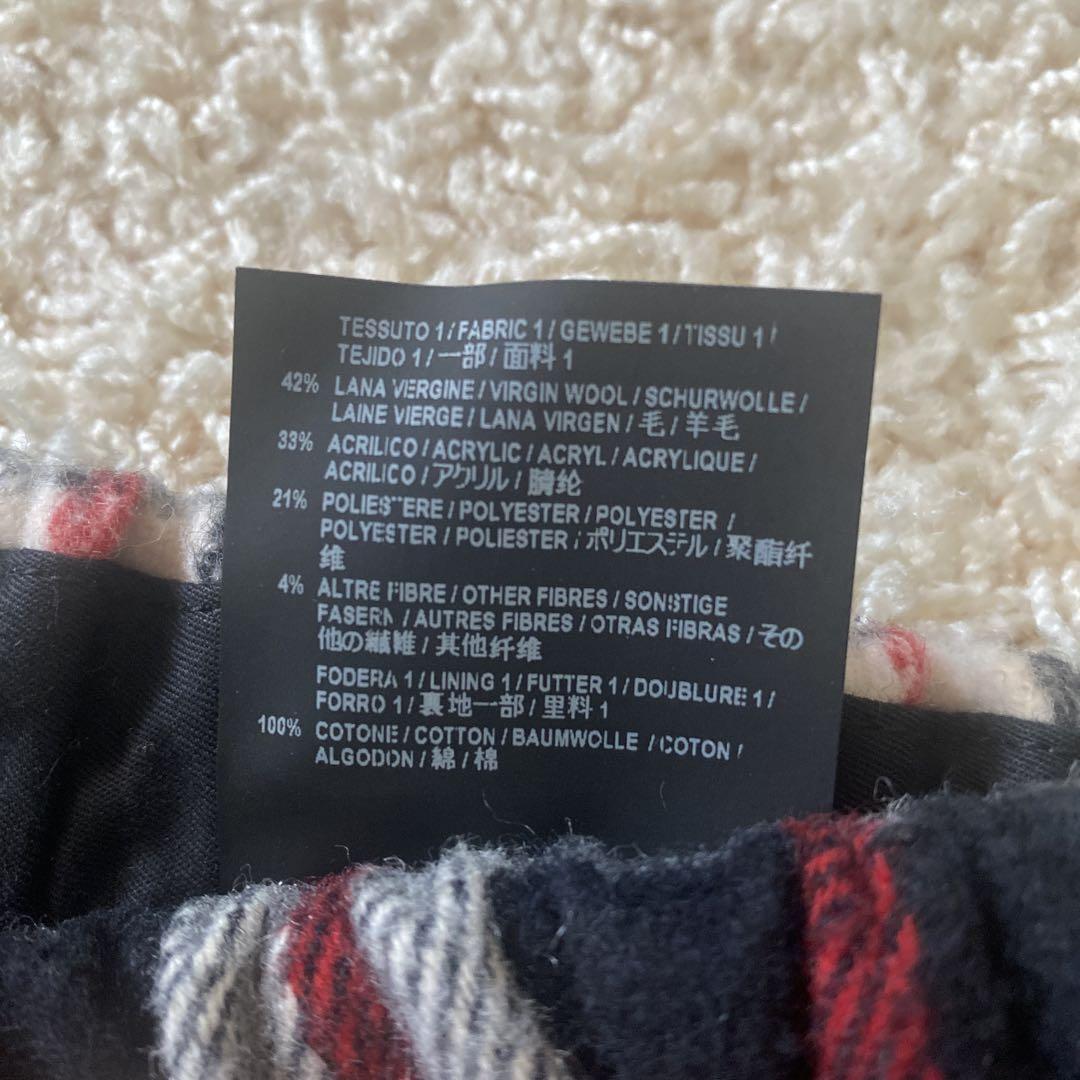 TESSUTO 1 / FABRIC 1 / GEWEBE 1 / TISSU 1 /
TEJIDO 1 / 一部 / 面料 1
42% LANA VERGINE / VIRGIN WOOL / SCHURWOLLE /
LAINE VIERGE / LANA VIRGEN / 毛 / 羊毛
33% ACRILICO / ACRYLIC / ACRYL / ACRYLIQUE /
ACRILICO / アクリル / 腈纶
21% POLIESTERE / POLYESTER / POLYESTER /
POLYESTER / POLIESTER / ポリエステル / 聚酯纤
维
4% ALTRE FIBRE / OTHER FIBRES / SONSTIGE
FASERN / AUTRES FIBRES / OTRAS FIBRAS / その
他の繊維 / 其他纤维
FODERA 1 / LINING 1 / FUTTER 1 / DOUBLURE 1 /
FORRO 1 / 裏地一部 / 里料 1
100% COTONE / COTTON / BAUMWOLLE / COTON /
ALGODON / 綿 / 棉